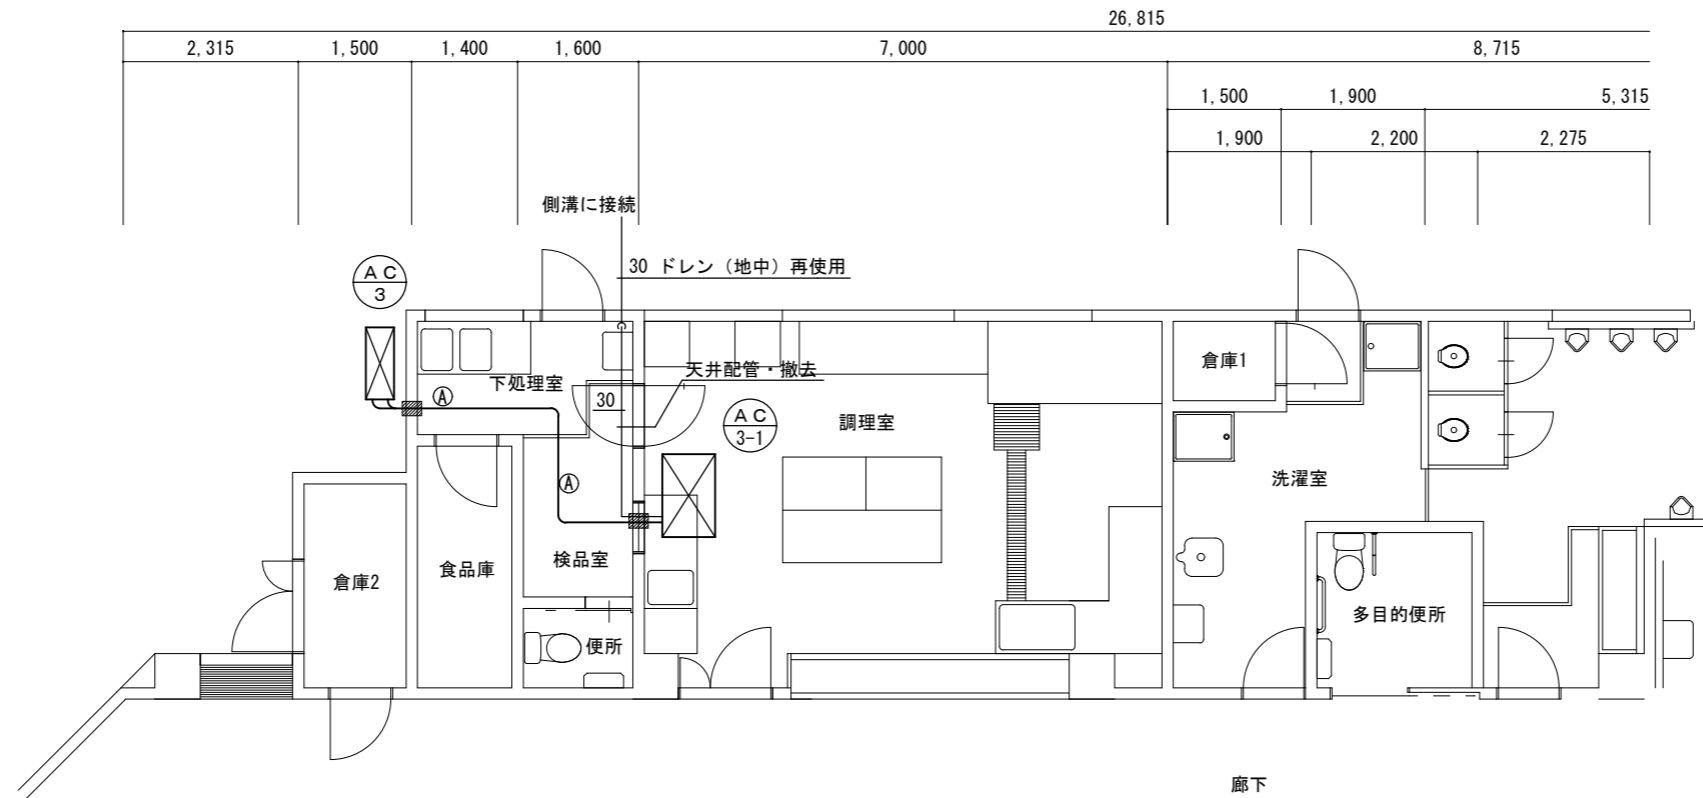 26,815
2,315 1,500 1,400 1,600 7,000 8,715
1,500 1,900 5,315
1,900 2,200 2,275
側溝に接続
30 ドレン（地中）再使用
AC
3
倉庫1
天井配管・撤去
下処理室
Ⓐ
30
AC
3-1
調理室
洗濯室
Ⓐ
検品室
食品庫
倉庫2
多目的便所
便所
廊下